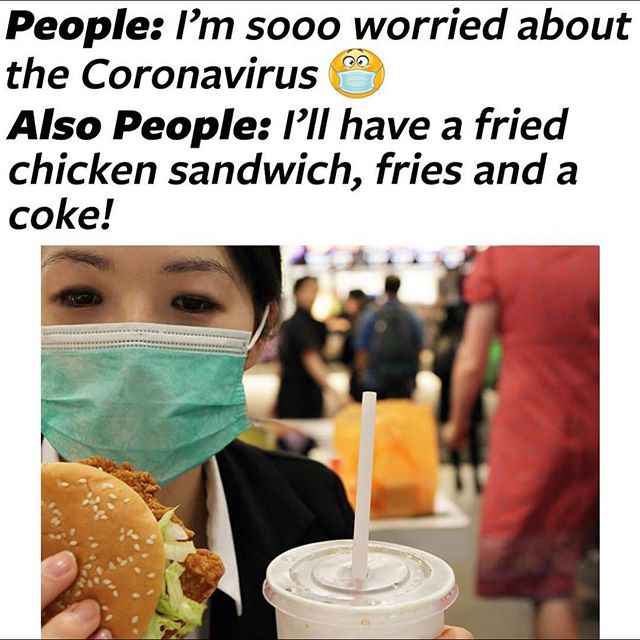 People: I'm sooo worried about
the Coronavirus 😷
Also People: I'll have a fried
chicken sandwich, fries and a
coke!